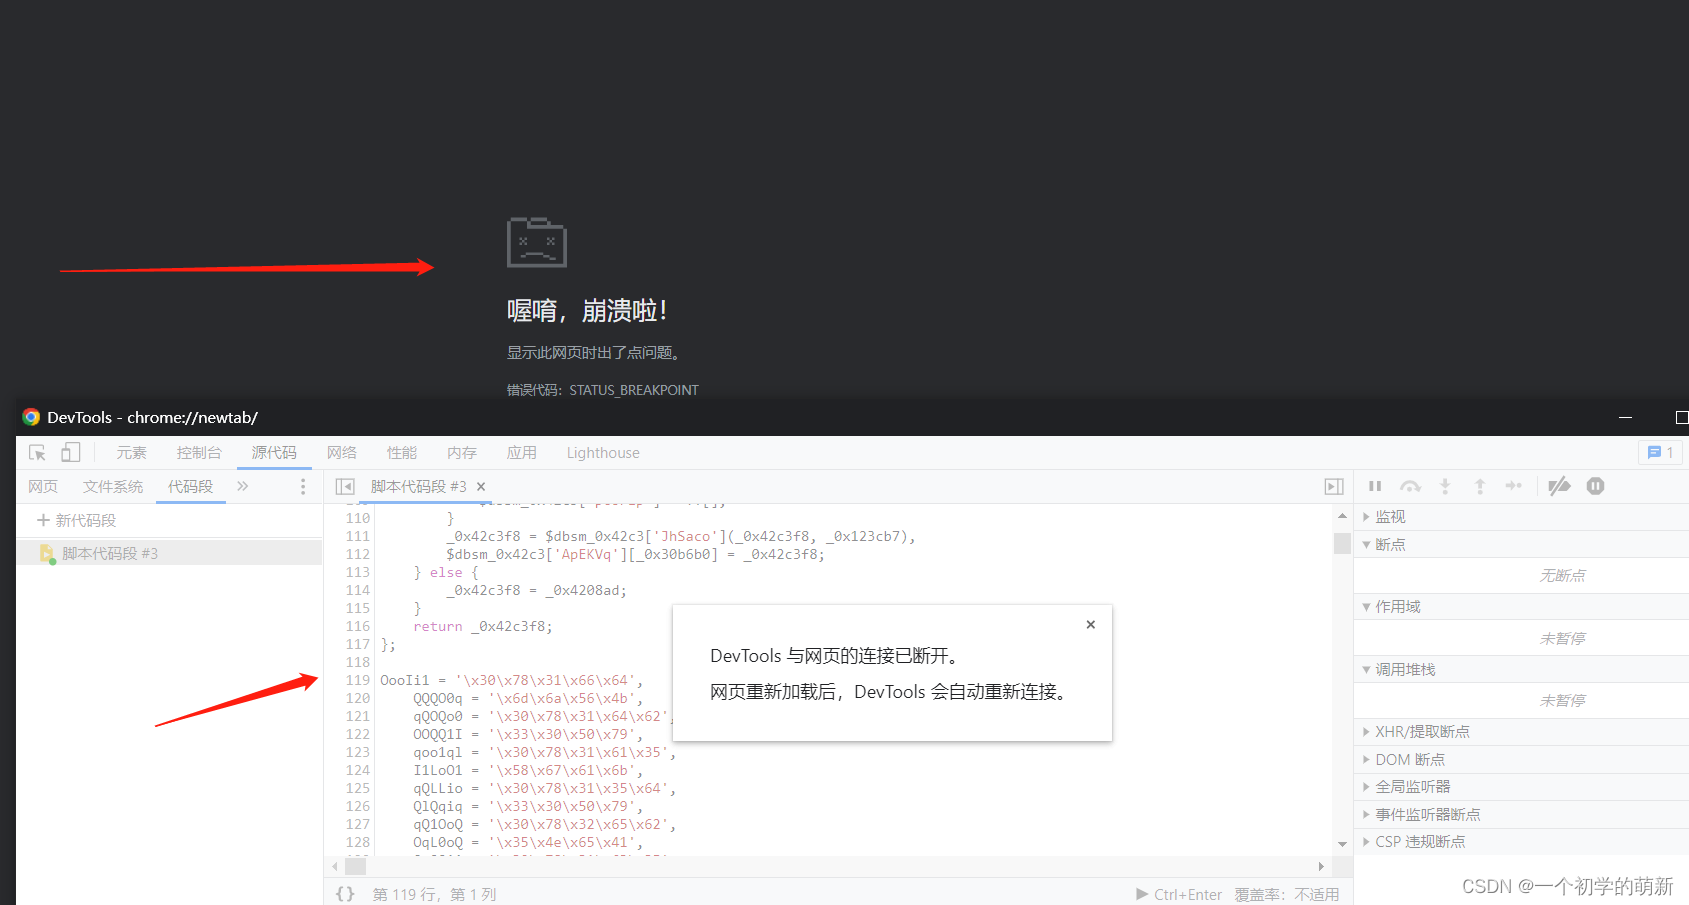 喔唷，崩溃啦！
显示此网页时出了点问题。
错误代码：STATUS_BREAKPOINT
DevTools - chrome://newtab/
元素 控制台 源代码 网络 性能 内存 应用 Lighthouse 1
网页 文件系统 代码段 脚本代码段 #3 ×
+ 新代码段
脚本代码段 #3
110 }
111 _0x42c3f8 = $dbsm_0x42c3['JhSaco'](_0x42c3f8, _0x123cb7),
112 $dbsm_0x42c3['ApEKVq'][_0x30b6b0] = _0x42c3f8;
113 } else {
114 _0x42c3f8 = _0x4208ad;
115 }
116 return _0x42c3f8;
117 };
118
119 OooIi1 = '\x30\x78\x31\x66\x64',
120 QQQO0q = '\x6d\x6a\x56\x4b',
121 qOOQo0 = '\x30\x78\x31\x64\x62',
122 OOQQ1I = '\x33\x30\x50\x79',
123 qoo1ql = '\x30\x78\x31\x61\x35',
124 I1LoO1 = '\x58\x67\x61\x6b',
125 qQLLio = '\x30\x78\x31\x35\x64',
126 QlQqiq = '\x33\x30\x50\x79',
127 qQ1OoQ = '\x30\x78\x32\x65\x62',
128 OqL0oQ = '\x35\x4e\x65\x41',
DevTools 与网页的连接已断开。
网页重新加载后，DevTools 会自动重新连接。
监视
断点
无断点
作用域
未暂停
调用堆栈
未暂停
XHR/提取断点
DOM 断点
全局监听器
事件监听器断点
CSP 违规断点
{} 第 119 行，第 1 列 Ctrl+Enter 覆盖率：不适用
CSDN @一个初学的萌新